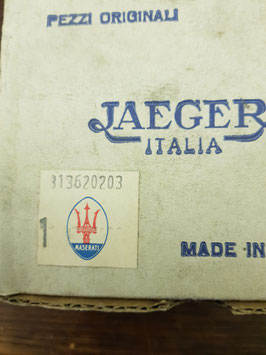 PEZZI ORIGINALI
JAEGER
ITALIA
313620203
1
MASERATI
MADE IN